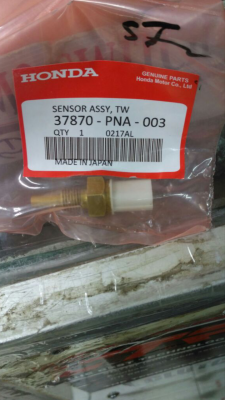 HONDA
GENUINE PARTS
Honda Motor Co., Ltd.
SENSOR ASSY, TW
37870 - PNA - 003
QTY 1 0217AL
MADE IN JAPAN